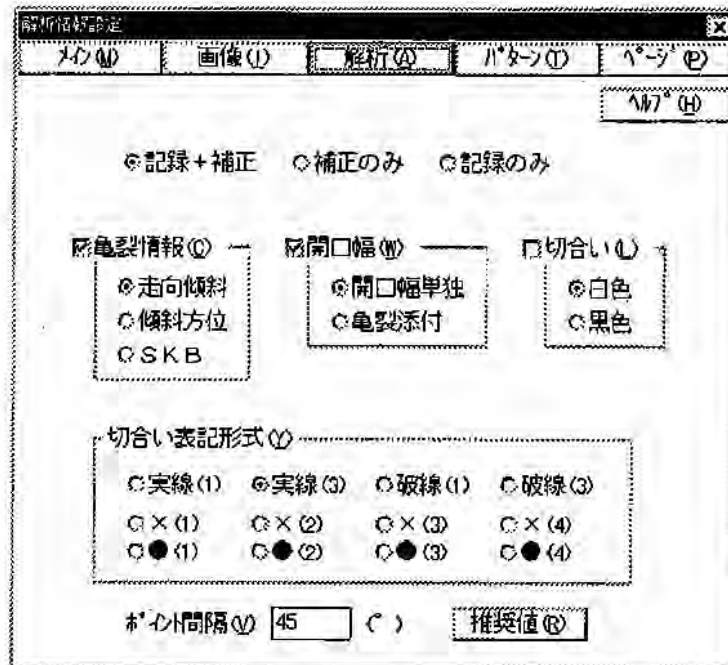 解析情報設定
メイン(M) 画像(I) 解析(A) パターン(T) ページ(P)
ヘルプ(H)
記録+補正 補正のみ 記録のみ
亀裂情報(C) 開口幅(W) 切合い(L)
走向傾斜 開口幅単独 白色
傾斜方位 亀裂添付 黒色
SKB
切合い表記形式(Y)
実線(1) 実線(3) 破線(1) 破線(3)
×(1) ×(2) ×(3) ×(4)
●(1) ●(2) ●(3) ●(4)
ポイント間隔(V) 45 (°) 推奨値(R)